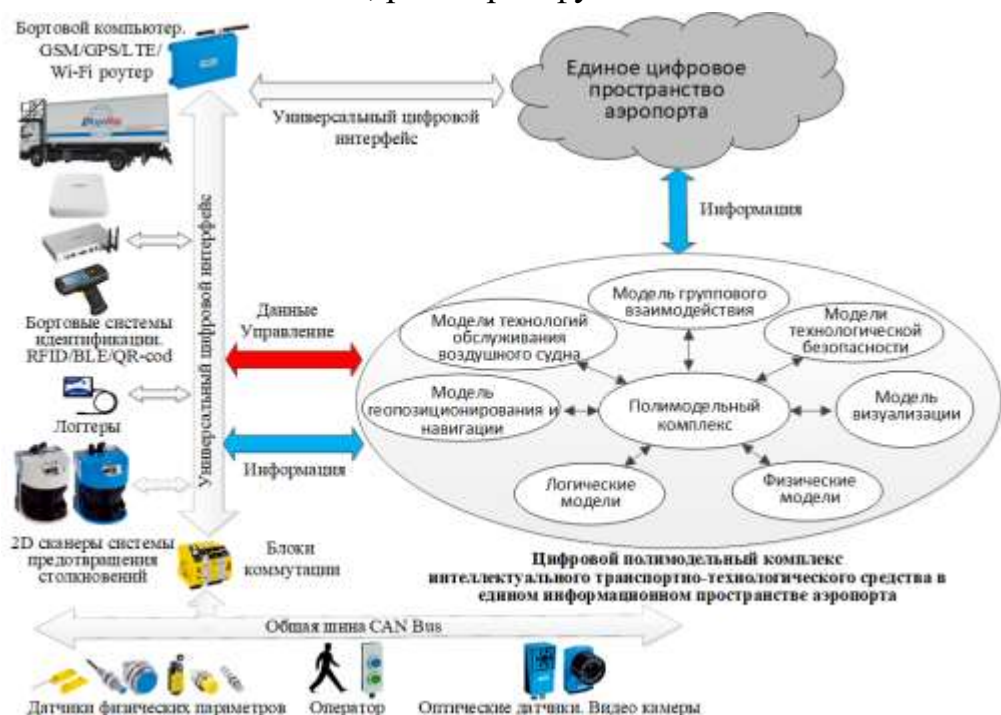 Бортовой компьютер.
GSM/GPS/LTE/
Wi-Fi роутер
Единое цифровое
пространство
аэропорта
Универсальный цифровой
интерфейс
Информация
Универсальный цифровой интерфейс
Данные
Управление
Бортовые системы
идентификации.
RFID/BLE/QR-cod
Модель группового
взаимодействия
Модели технологий
обслуживания
воздушного судна
Модели
технологической
безопасности
Модель
геопозиционирования и
навигации
Полимодельный
комплекс
Модель
визуализации
Логгеры
Информация
Логические
модели
Физические
модели
2D сканеры системы
предотвращения
столкновений
Блоки
коммутации
Цифровой полимодельный комплекс
интеллектуального транспортно-технологического средства в
едином информационном пространстве аэропорта
Общая шина CAN Bus
Датчики физических параметров
Оператор
Оптические датчики. Видео камеры